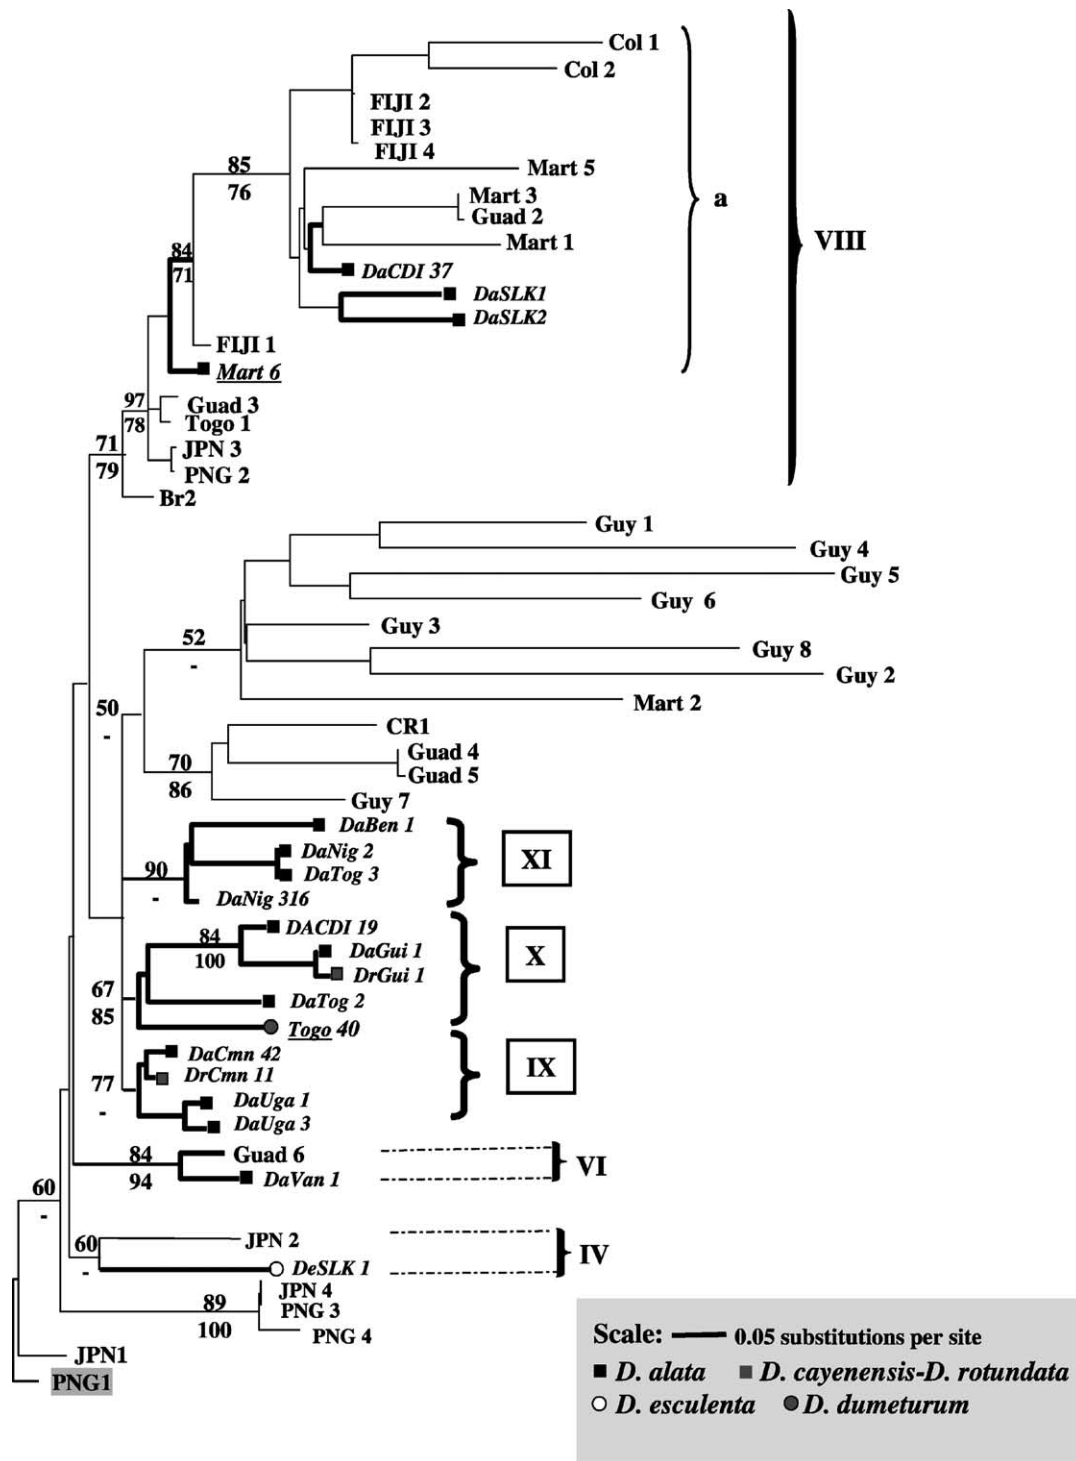 Col 1
Col 2
FIJI 2
FIJI 3
FIJI 4
85
76
Mart 5
Mart 3
Guad 2
Mart 1
a
VIII
84
71
DaCDI 37
DaSLK1
DaSLK2
FIJI 1
Mart 6
97
78
Guad 3
Togo 1
71
79
JPN 3
PNG 2
Br2
Guy 1
Guy 4
Guy 5
Guy 6
Guy 3
52
-
Guy 8
Guy 2
Mart 2
50
-
CR1
Guad 4
Guad 5
70
86
Guy 7
DaBen 1
DaNig 2
DaTog 3
90
-
DaNig 316
XI
DACDI 19
84
100
DaGui 1
DrGui 1
X
67
85
DaTog 2
Togo 40
DaCmn 42
DrCmn 11
77
-
DaUga 1
DaUga 3
IX
Guad 6
84
94
DaVan 1
VI
60
-
JPN 2
60
-
DeSLK 1
IV
JPN 4
89
100
PNG 3
PNG 4
JPN1
PNG1
Scale: 0.05 substitutions per site
D. alata D. cayenensis-D. rotundata
D. esculenta D. dumeturum